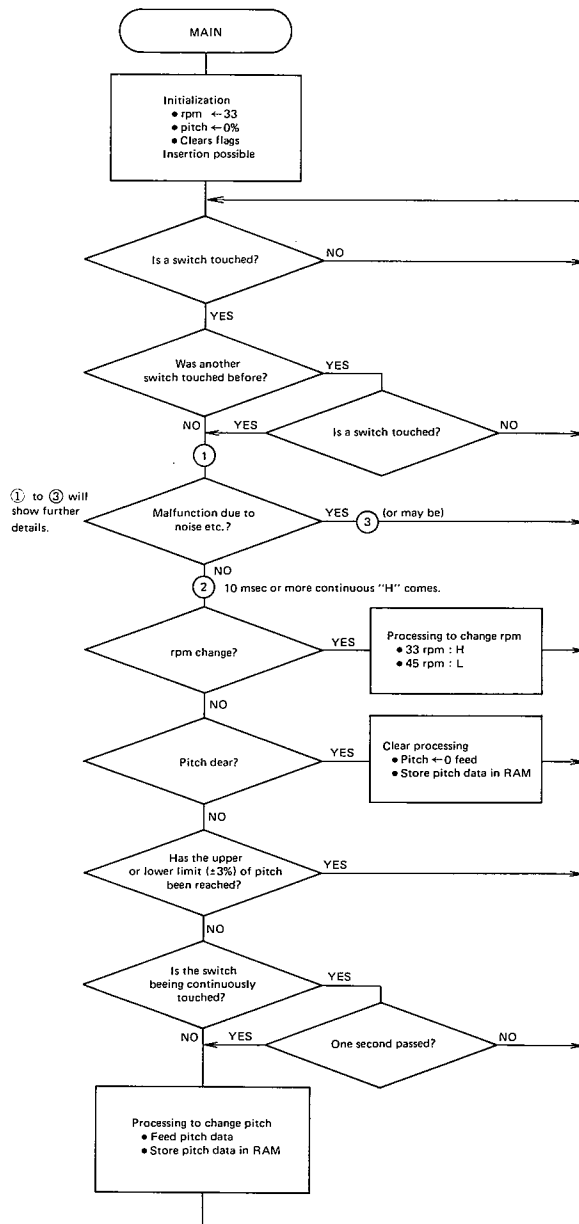 MAIN
Initialization
• rpm ←33
• pitch ←0%
• Clears flags
Insertion possible
Is a switch touched?
NO
YES
Was another
switch touched before?
YES
NO
YES
Is a switch touched?
NO
①
① to ③ will
show further
details.
Malfunction due to
noise etc.?
YES
③
(or may be)
NO
②
10 msec or more continuous "H" comes.
rpm change?
YES
Processing to change rpm
• 33 rpm : H
• 45 rpm : L
NO
Pitch dear?
YES
Clear processing
• Pitch ←0 feed
• Store pitch data in RAM
NO
Has the upper
or lower limit (±3%) of pitch
been reached?
YES
NO
Is the switch
beeing continuously
touched?
YES
NO
YES
One second passed?
NO
Processing to change pitch
• Feed pitch data
• Store pitch data in RAM